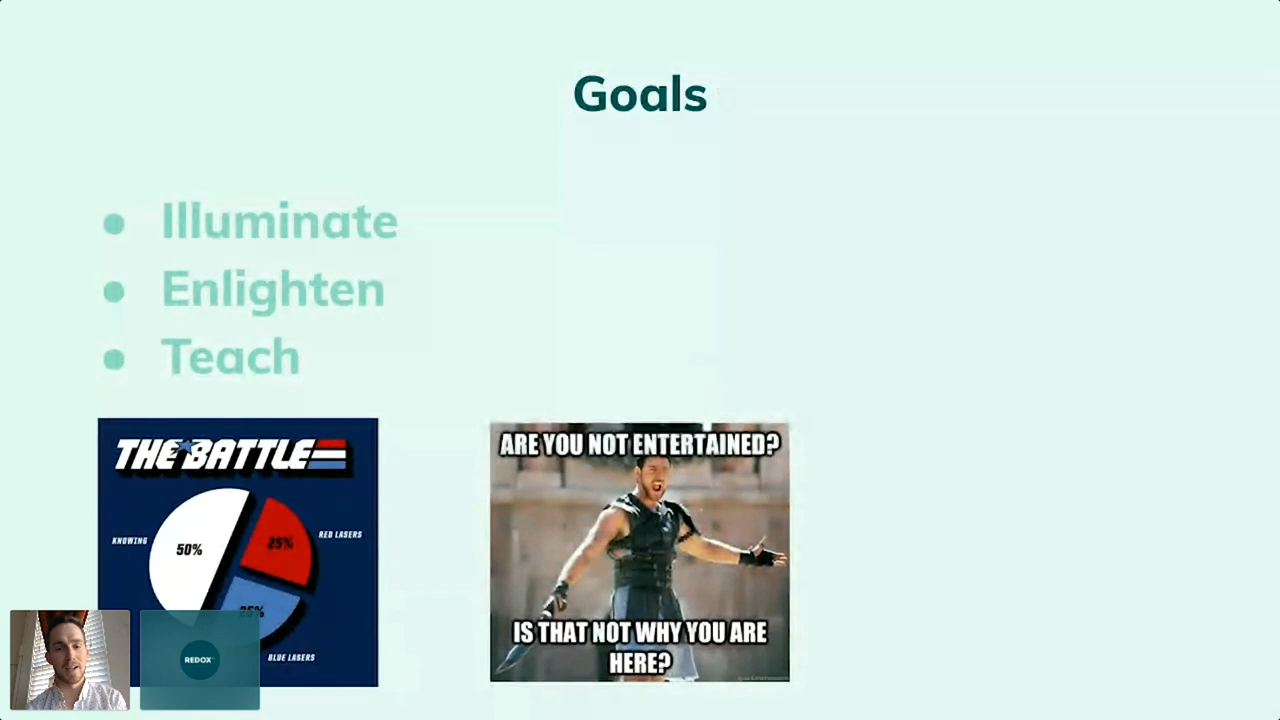 Goals
● Illuminate
● Enlighten
● Teach
THE BATTLE
KNOWING
50%
25%
RED LASERS
25%
BLUE LASERS
ARE YOU NOT ENTERTAINED?
IS THAT NOT WHY YOU ARE
HERE?
REDOX